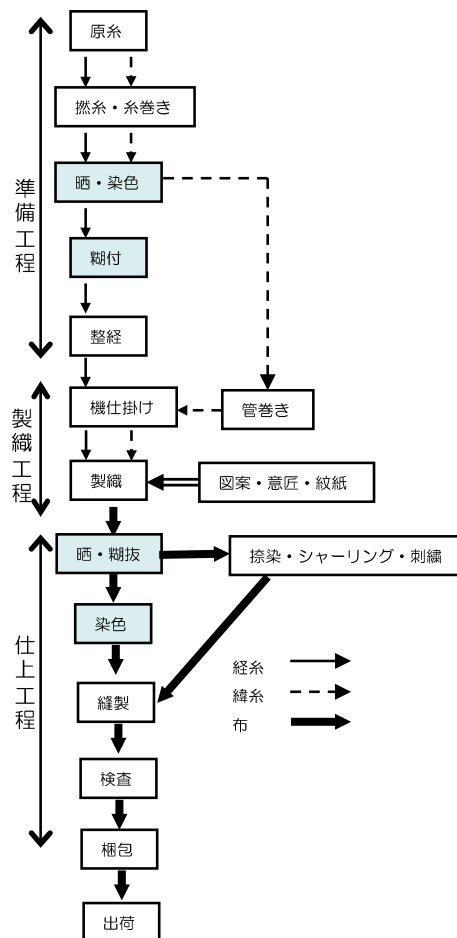 原糸
撚糸・糸巻き
晒・染色
糊付
整経
機仕掛け
管巻き
製織
図案・意匠・紋紙
晒・糊抜
捺染・シャーリング・刺繍
染色
縫製
検査
梱包
出荷
準備工程
製織工程
仕上工程
経糸
緯糸
布